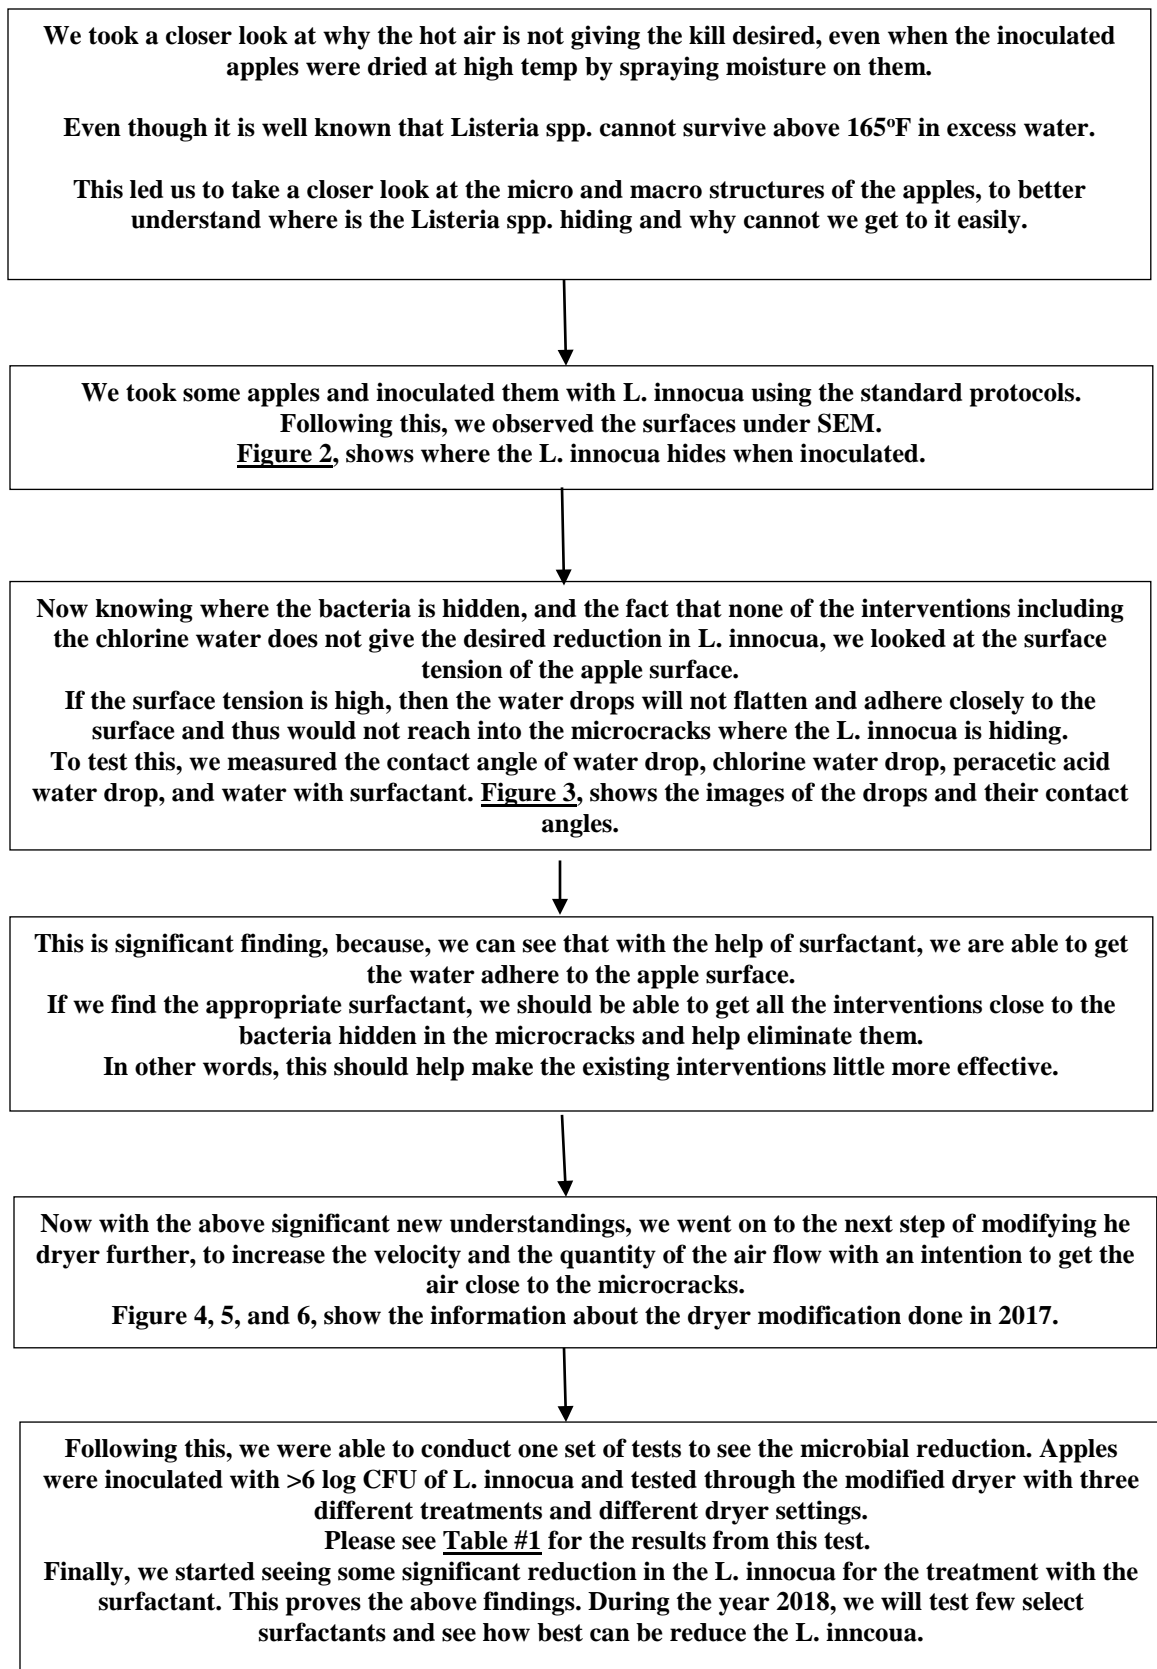 We took a closer look at why the hot air is not giving the kill desired, even when the inoculated
apples were dried at high temp by spraying moisture on them.
Even though it is well known that Listeria spp. cannot survive above 165°F in excess water.
This led us to take a closer look at the micro and macro structures of the apples, to better
understand where is the Listeria spp. hiding and why cannot we get to it easily.
We took some apples and inoculated them with L. innocua using the standard protocols.
Following this, we observed the surfaces under SEM.
Figure 2, shows where the L. innocua hides when inoculated.
Now knowing where the bacteria is hidden, and the fact that none of the interventions including
the chlorine water does not give the desired reduction in L. innocua, we looked at the surface
tension of the apple surface.
If the surface tension is high, then the water drops will not flatten and adhere closely to the
surface and thus would not reach into the microcracks where the L. innocua is hiding.
To test this, we measured the contact angle of water drop, chlorine water drop, peracetic acid
water drop, and water with surfactant. Figure 3, shows the images of the drops and their contact
angles.
This is significant finding, because, we can see that with the help of surfactant, we are able to get
the water adhere to the apple surface.
If we find the appropriate surfactant, we should be able to get all the interventions close to the
bacteria hidden in the microcracks and help eliminate them.
In other words, this should help make the existing interventions little more effective.
Now with the above significant new understandings, we went on to the next step of modifying he
dryer further, to increase the velocity and the quantity of the air flow with an intention to get the
air close to the microcracks.
Figure 4, 5, and 6, show the information about the dryer modification done in 2017.
Following this, we were able to conduct one set of tests to see the microbial reduction. Apples
were inoculated with >6 log CFU of L. innocua and tested through the modified dryer with three
different treatments and different dryer settings.
Please see Table #1 for the results from this test.
Finally, we started seeing some significant reduction in the L. innocua for the treatment with the
surfactant. This proves the above findings. During the year 2018, we will test few select
surfactants and see how best can be reduce the L. inncoua.